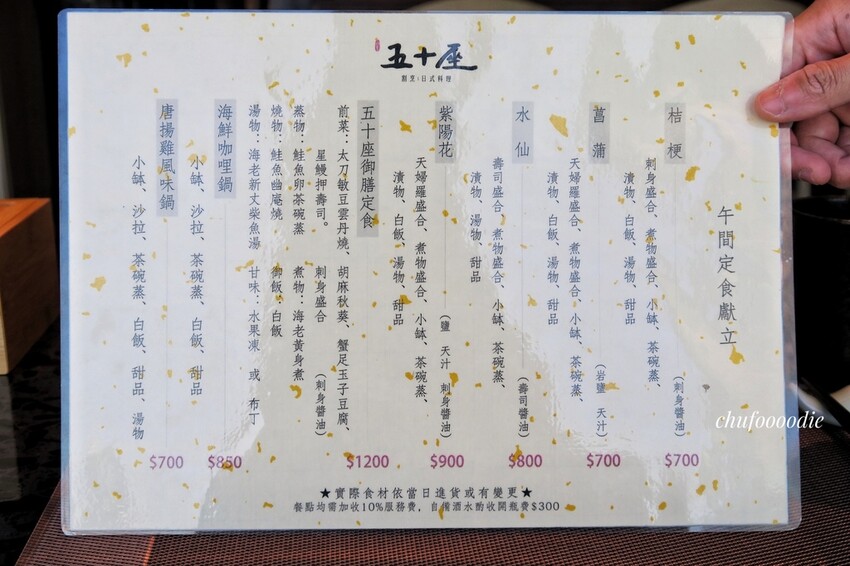 五十座
割烹 日式料理
午間定食獻立
桔梗
刺身盛合、煮物盛合、小缽、茶碗蒸、
(刺身醬油)
漬物、白飯、湯物、甜品
$700
菖蒲
天婦羅盛合、煮物盛合、小缽、茶碗蒸、
(岩鹽 天汁)
漬物、白飯、湯物、甜品
$700
水仙
壽司盛合、煮物盛合、小缽、茶碗蒸、
(壽司醬油)
漬物、湯物、甜品
$800
紫陽花
天婦羅盛合、煮物盛合、小缽、茶碗蒸、
(鹽 天汁 刺身醬油)
漬物、白飯、湯物、甜品
$900
五十座御膳定食
前菜：太刀敏豆雲丹燒、胡麻秋葵、蟹足玉子豆腐、
星鰻押壽司。 刺身盛合 (刺身醬油)
蒸物：鮭魚卵茶碗蒸 煮物：海老黃身煮
燒物：鮭魚幽庵燒 御飯：白飯
湯物：海老新丈柴魚湯 甘味：水果凍 或 布丁
$1200
海鮮咖哩鍋
小缽、沙拉、茶碗蒸、白飯、甜品
$850
唐揚雞風味鍋
小缽、沙拉、茶碗蒸、白飯、甜品、湯物
$700
★實際食材依當日進貨或有變更★
餐點均需加收10%服務費，自備酒水酌收開瓶費$300
chufoooodie